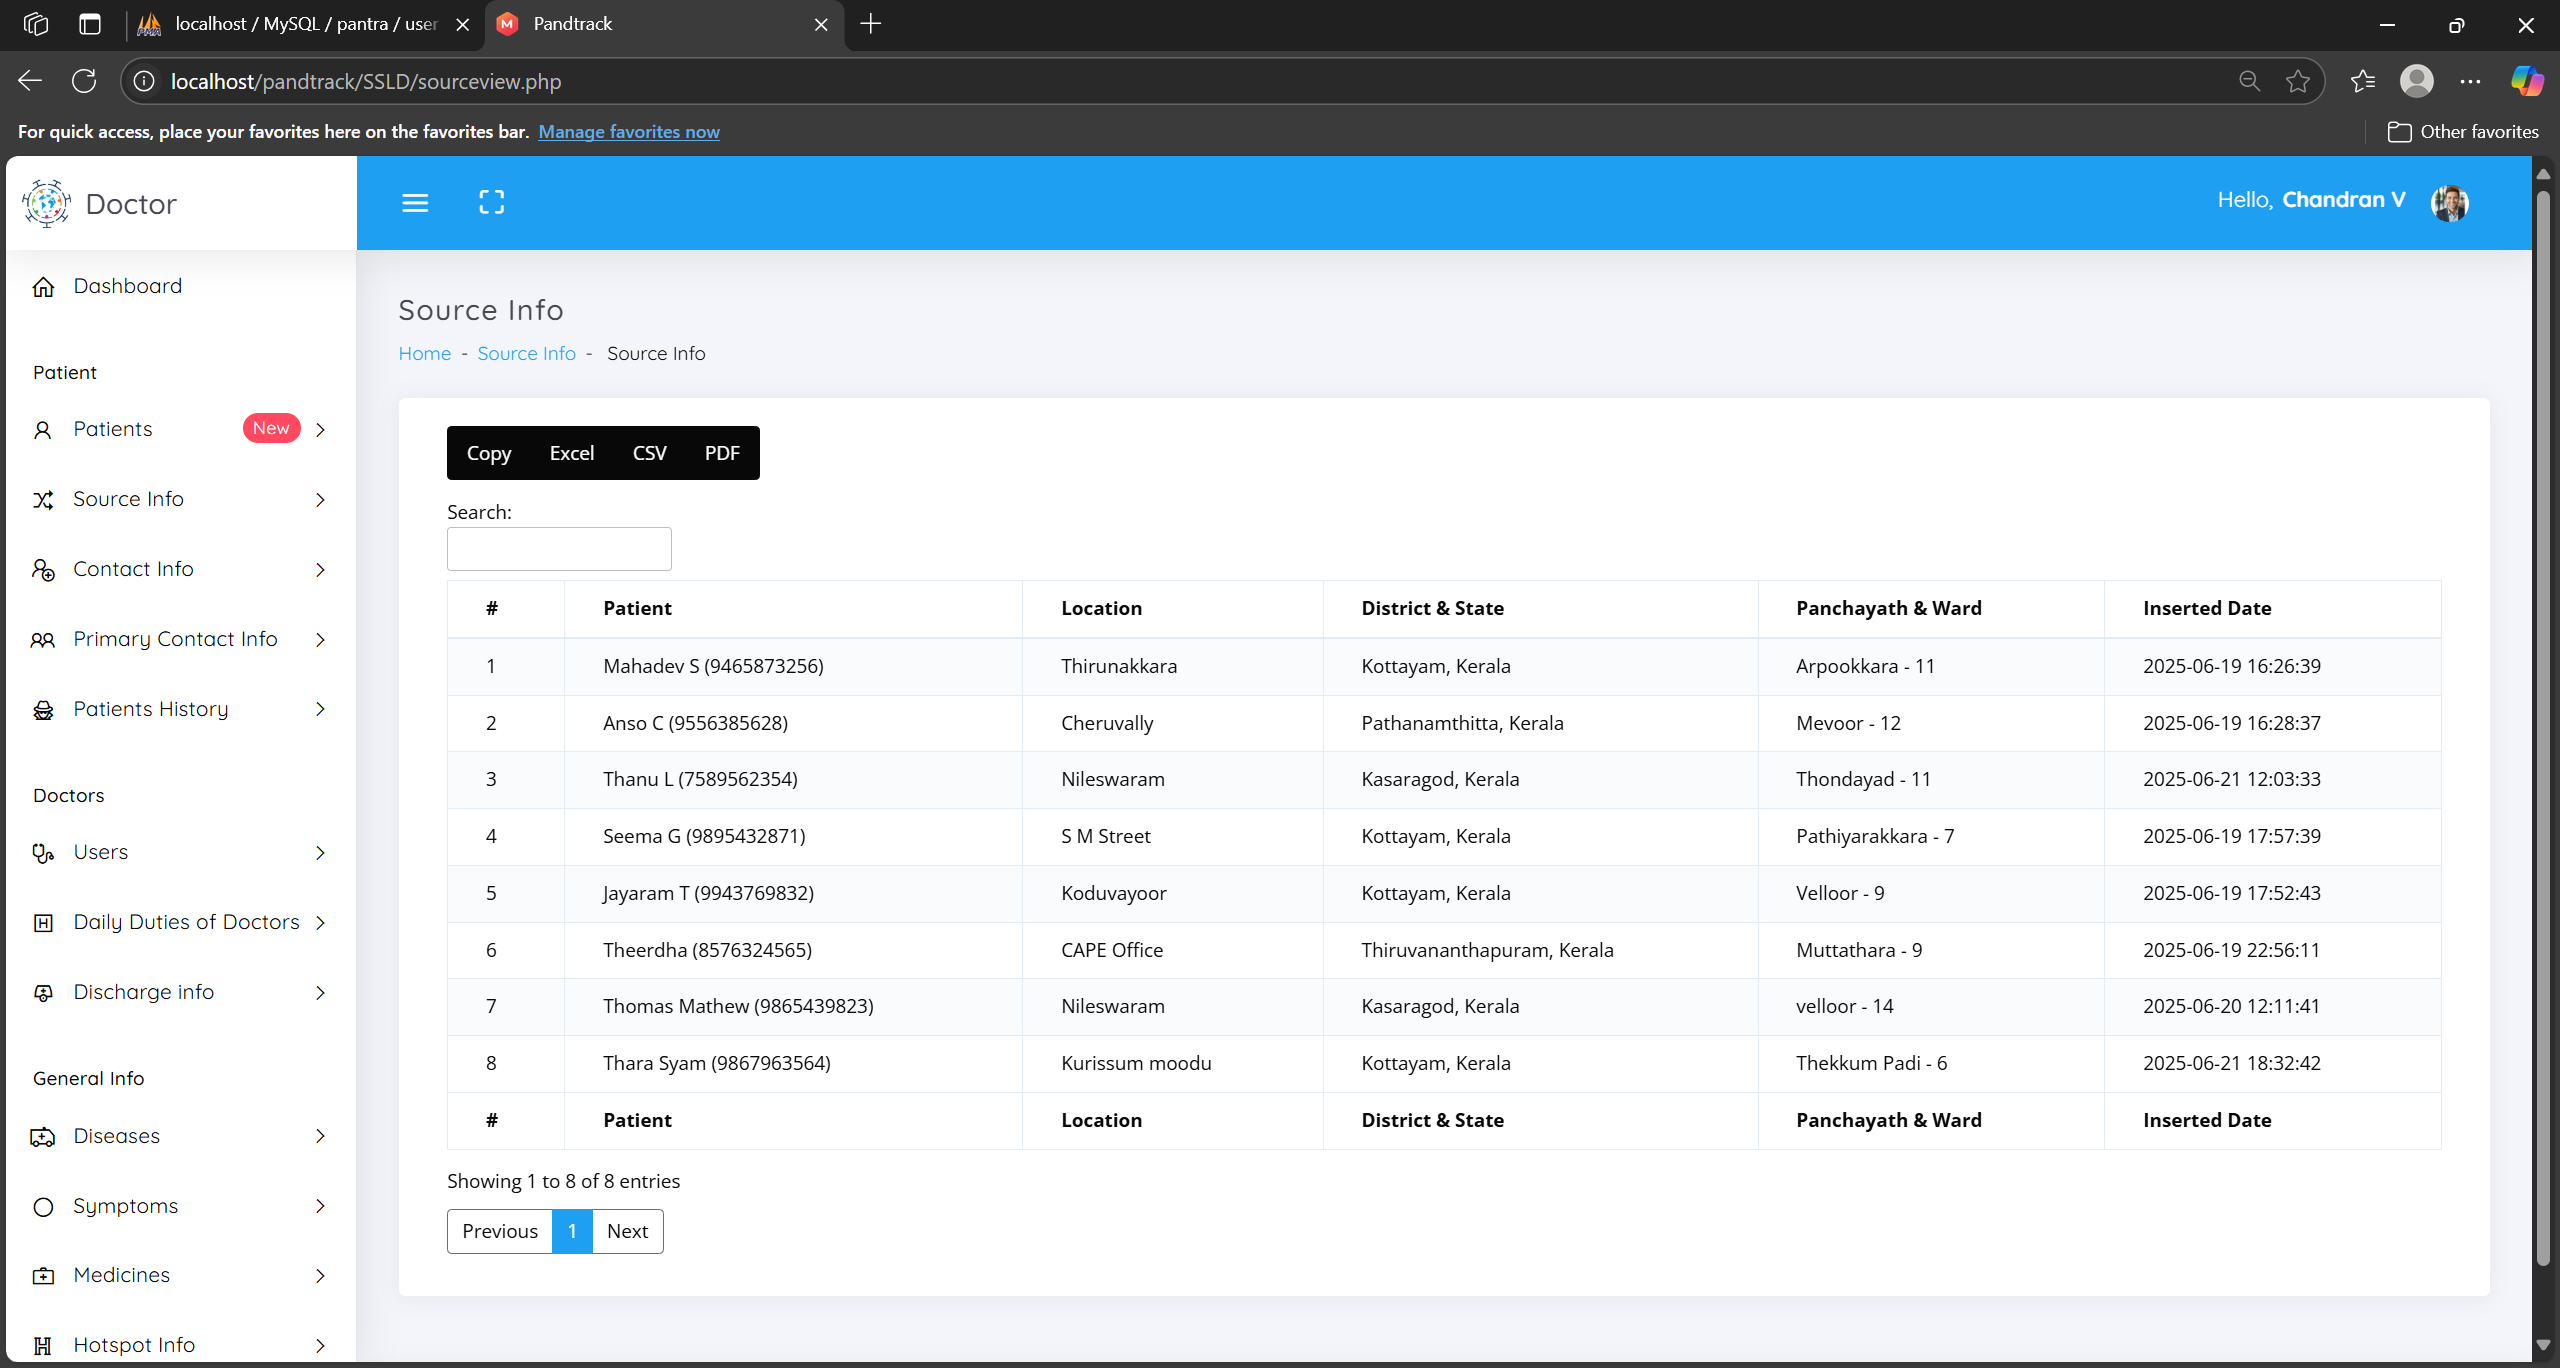 localhost / MySQL / pantra / user
Pandtrack
localhost/pandtrack/SSLD/sourceview.php
For quick access, place your favorites here on the favorites bar. Manage favorites now
Other favorites
Doctor
Hello, Chandran V
Dashboard
Patient
Patients New
Source Info
Contact Info
Primary Contact Info
Patients History
Doctors
Users
Daily Duties of Doctors
Discharge info
General Info
Diseases
Symptoms
Medicines
Hotspot Info
Source Info
Home - Source Info - Source Info
Copy Excel CSV PDF
Search:
# Patient Location District & State Panchayath & Ward Inserted Date
1 Mahadev S (9465873256) Thirunakkara Kottayam, Kerala Arpookkara - 11 2025-06-19 16:26:39
2 Anso C (9556385628) Cheruvally Pathanamthitta, Kerala Mevoor - 12 2025-06-19 16:28:37
3 Thanu L (7589562354) Nileswaram Kasaragod, Kerala Thondayad - 11 2025-06-21 12:03:33
4 Seema G (9895432871) S M Street Kottayam, Kerala Pathiyarakkara - 7 2025-06-19 17:57:39
5 Jayaram T (9943769832) Koduvayoor Kottayam, Kerala Velloor - 9 2025-06-19 17:52:43
6 Theerdha (8576324565) CAPE Office Thiruvananthapuram, Kerala Muttathara - 9 2025-06-19 22:56:11
7 Thomas Mathew (9865439823) Nileswaram Kasaragod, Kerala velloor - 14 2025-06-20 12:11:41
8 Thara Syam (9867963564) Kurissum moodu Kottayam, Kerala Thekkum Padi - 6 2025-06-21 18:32:42
# Patient Location District & State Panchayath & Ward Inserted Date
Showing 1 to 8 of 8 entries
Previous 1 Next